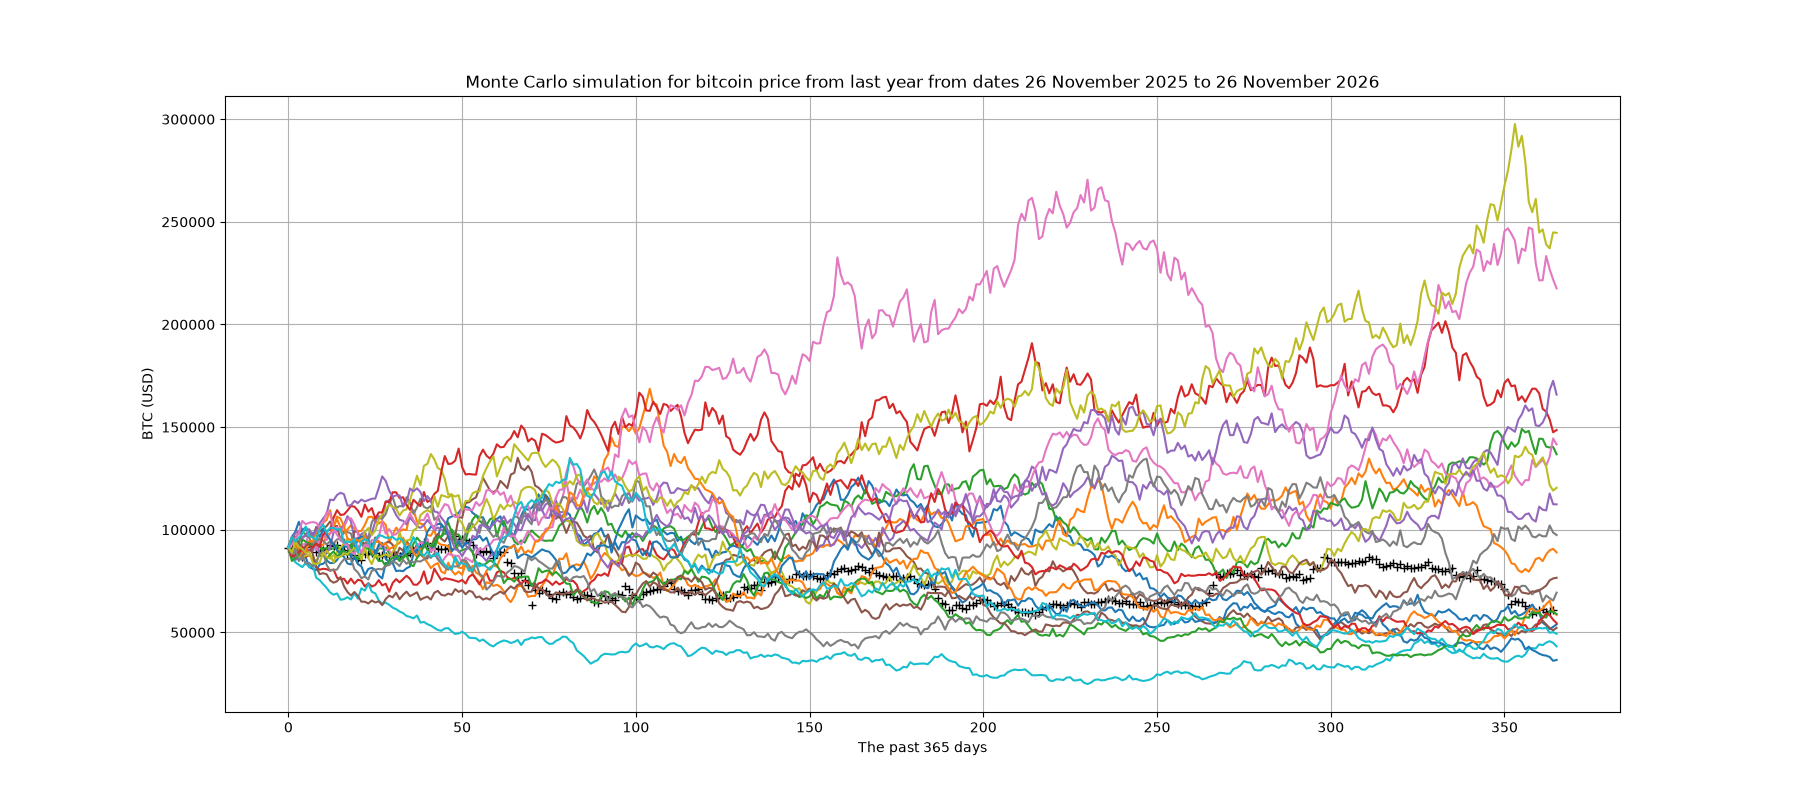 Monte Carlo simulation for bitcoin price from last year from dates 26 November 2025 to 26 November 2026
300000
250000
200000
150000
100000
50000
BTC (USD)
0 50 100 150 200 250 300 350
The past 365 days